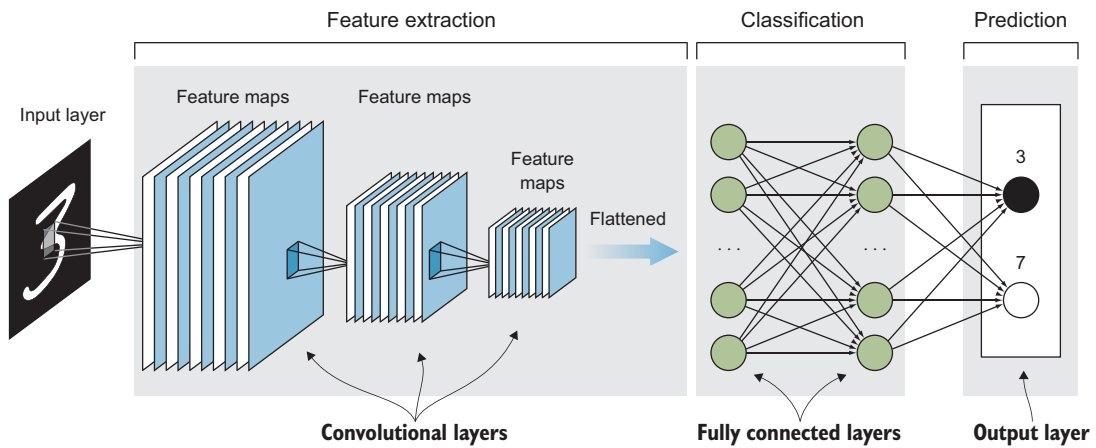 Feature extraction
Classification
Prediction
Input layer
Feature maps
Feature maps
Feature
maps
Flattened
3
3
7
. . .
. . .
Convolutional layers
Fully connected layers
Output layer